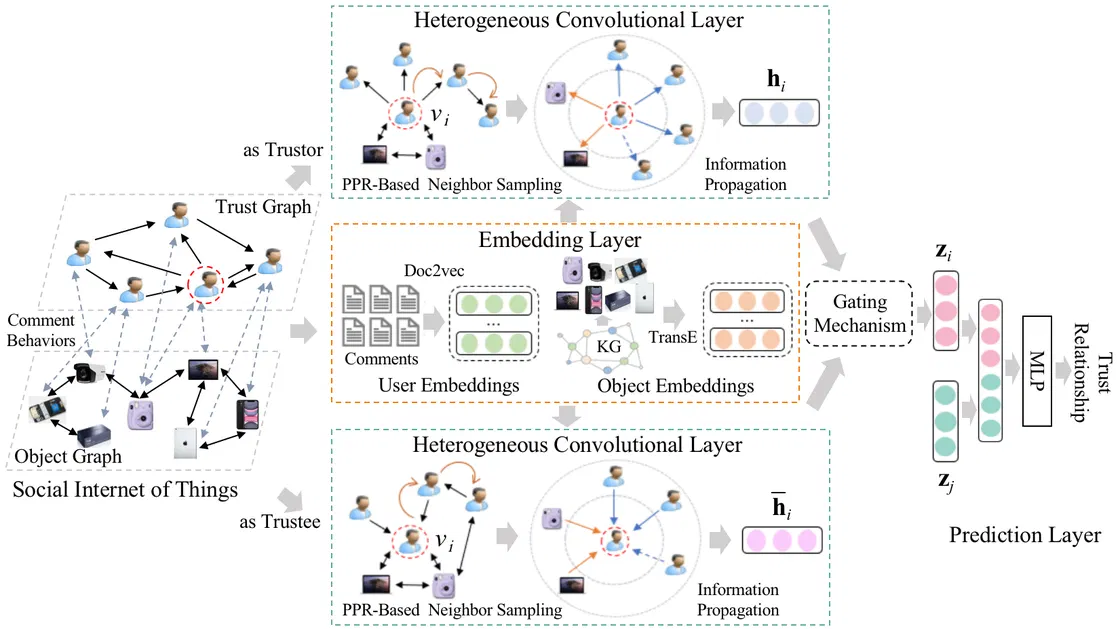 Heterogeneous Convolutional Layer
v_i
PPR-Based Neighbor Sampling
h_i
Information
Propagation
as Trustor
Trust Graph
Comment
Behaviors
Object Graph
Social Internet of Things
as Trustee
Embedding Layer
Doc2vec
...
Comments
User Embeddings
KG
TransE
...
Object Embeddings
Gating
Mechanism
z_i
z_j
MLP
Trust
Relationship
Prediction Layer
Heterogeneous Convolutional Layer
v_i
PPR-Based Neighbor Sampling
h̅_i
Information
Propagation